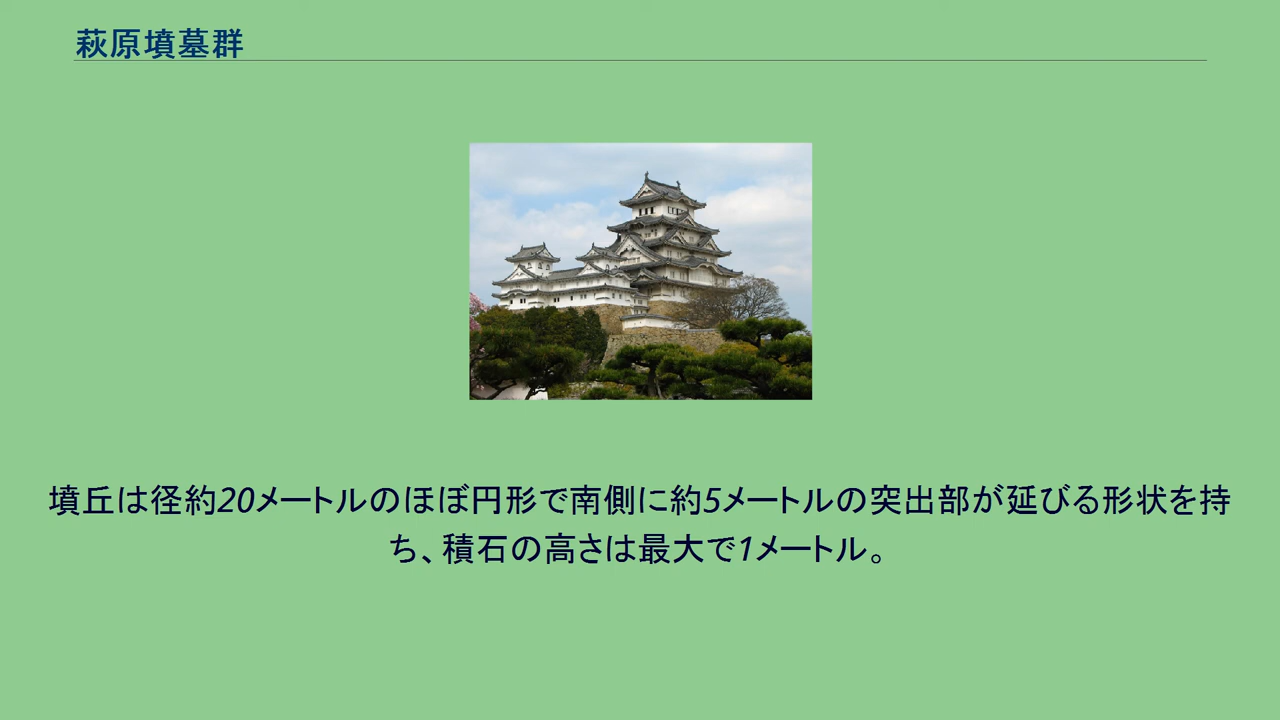 萩原墳墓群
墳丘は径約20メートルのほぼ円形で南側に約5メートルの突出部が延びる形状を持
ち、積石の高さは最大で1メートル。